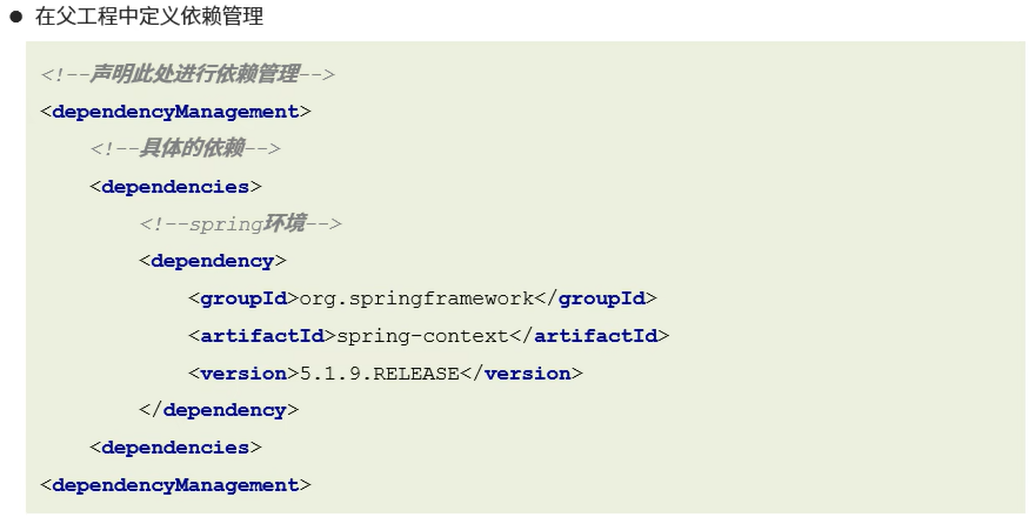 ● 在父工程中定义依赖管理
<!--声明此处进行依赖管理-->
<dependencyManagement>
<!--具体的依赖-->
<dependencies>
<!--spring环境-->
<dependency>
<groupId>org.springframework</groupId>
<artifactId>spring-context</artifactId>
<version>5.1.9.RELEASE</version>
</dependency>
<dependencies>
<dependencyManagement>